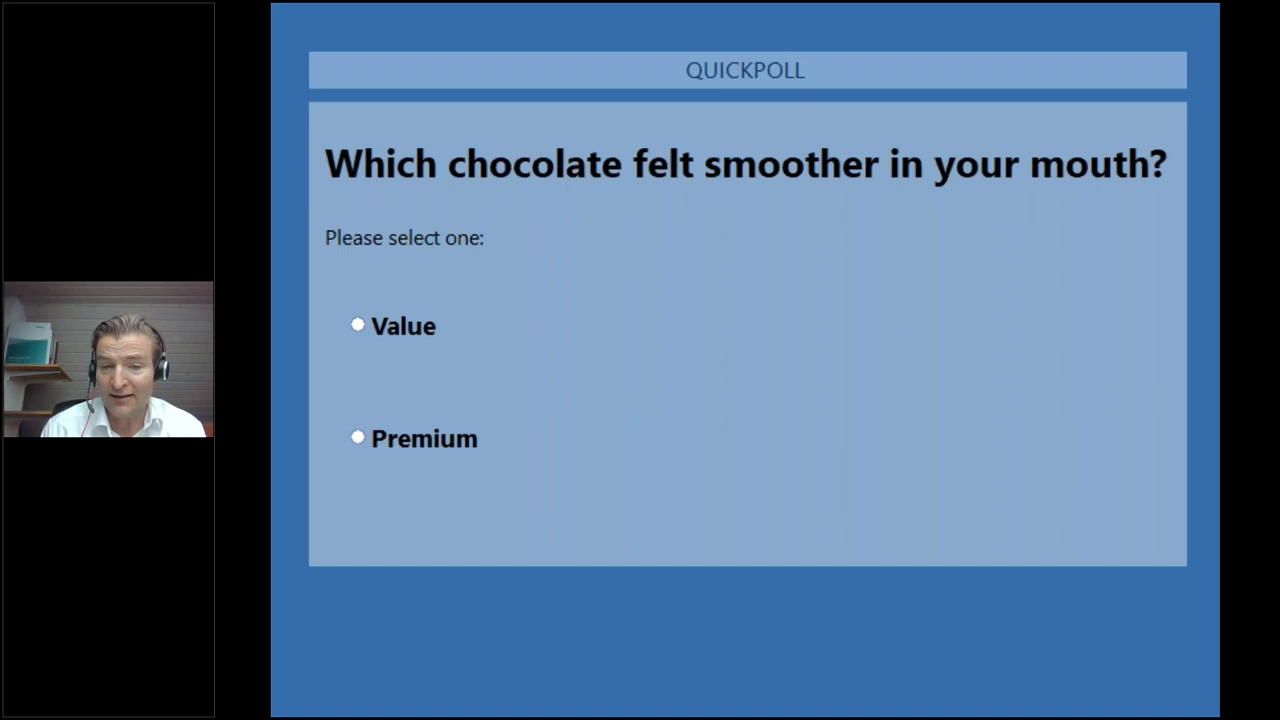 QUICKPOLL
Which chocolate felt smoother in your mouth?
Please select one:
Value
Premium